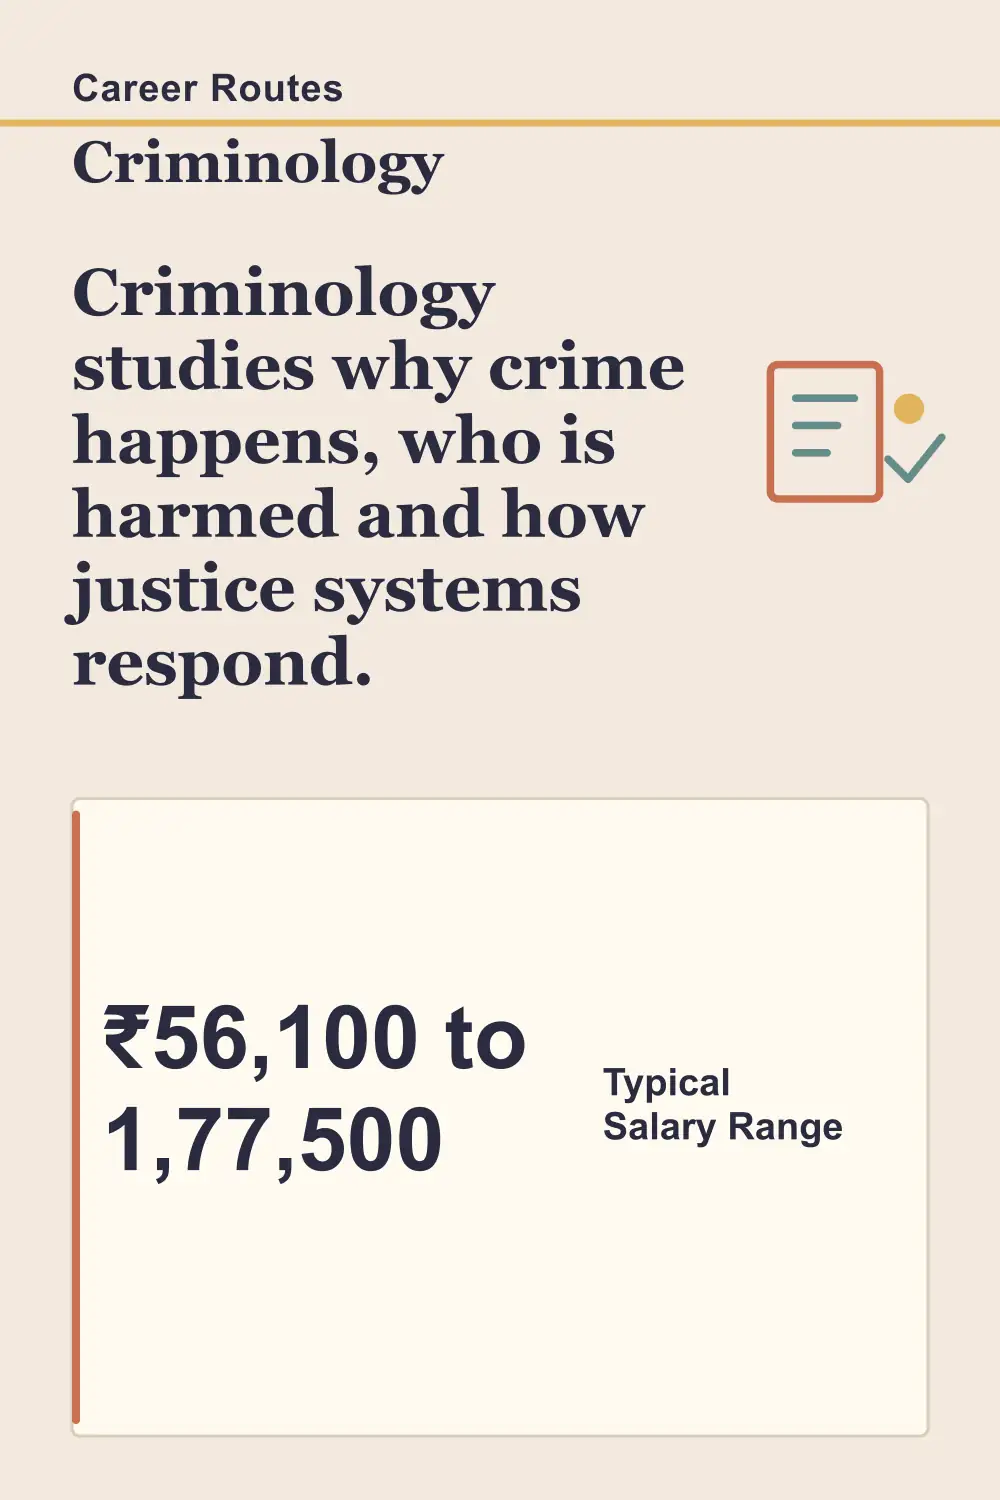 Career Routes
Criminology
Criminology
studies why crime
happens, who is
harmed and how
justice systems
respond.
₹56,100 to
1,77,500
Typical
Salary Range